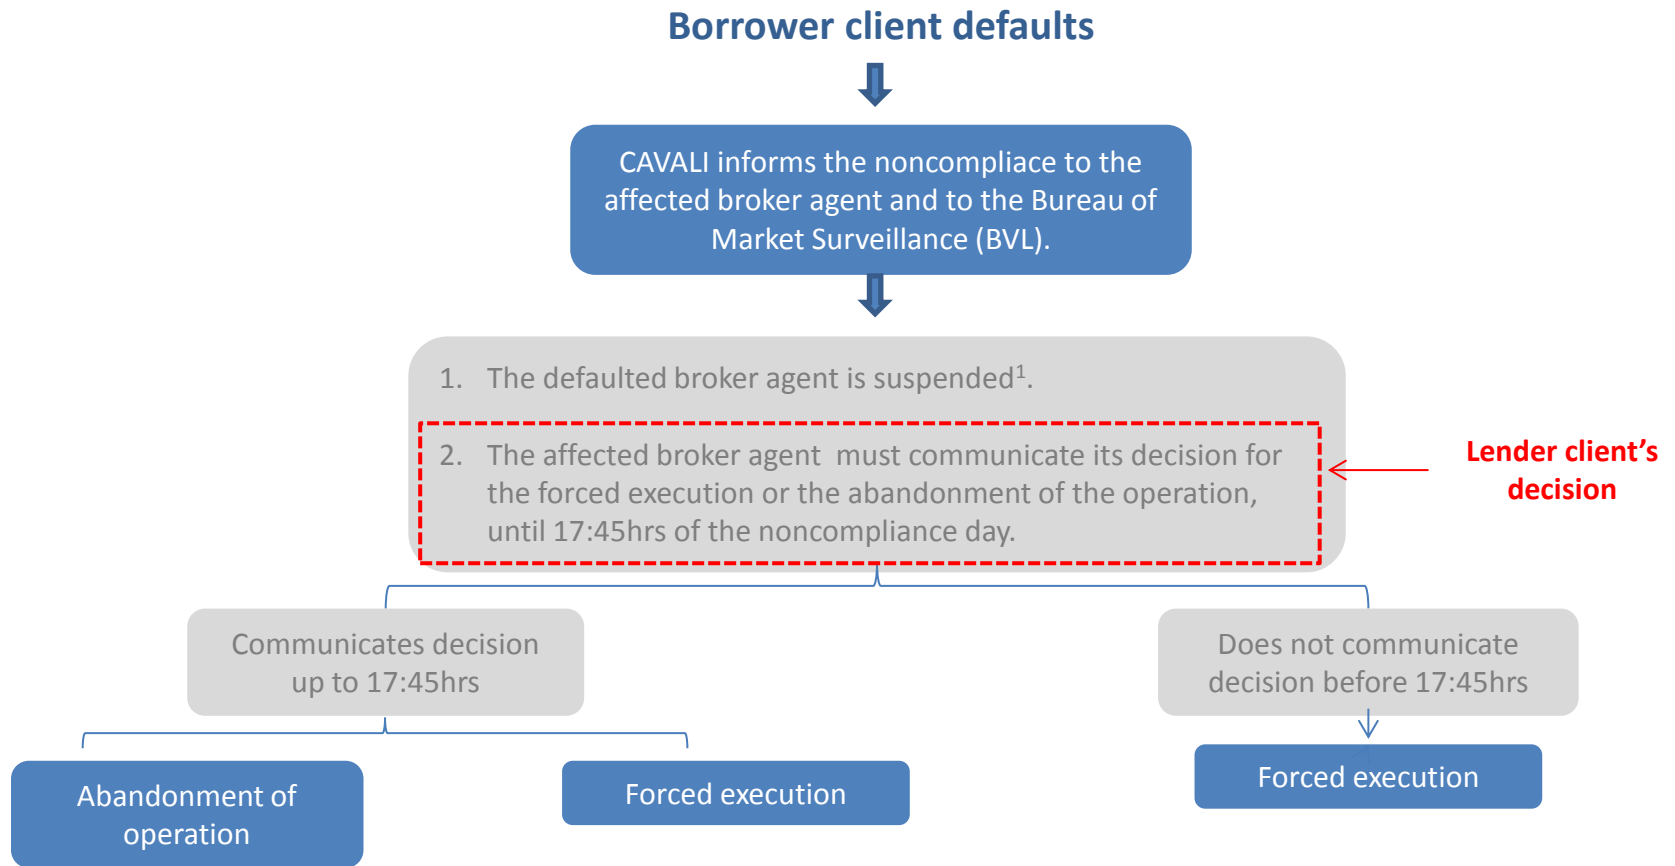 Borrower client defaults
CAVALI informs the noncompliace to the
affected broker agent and to the Bureau of
Market Surveillance (BVL).
1. The defaulted broker agent is suspended¹.
2. The affected broker agent must communicate its decision for
the forced execution or the abandonment of the operation,
until 17:45hrs of the noncompliance day.
Lender client’s
decision
Communicates decision
up to 17:45hrs
Does not communicate
decision before 17:45hrs
Abandonment of
operation
Forced execution
Forced execution